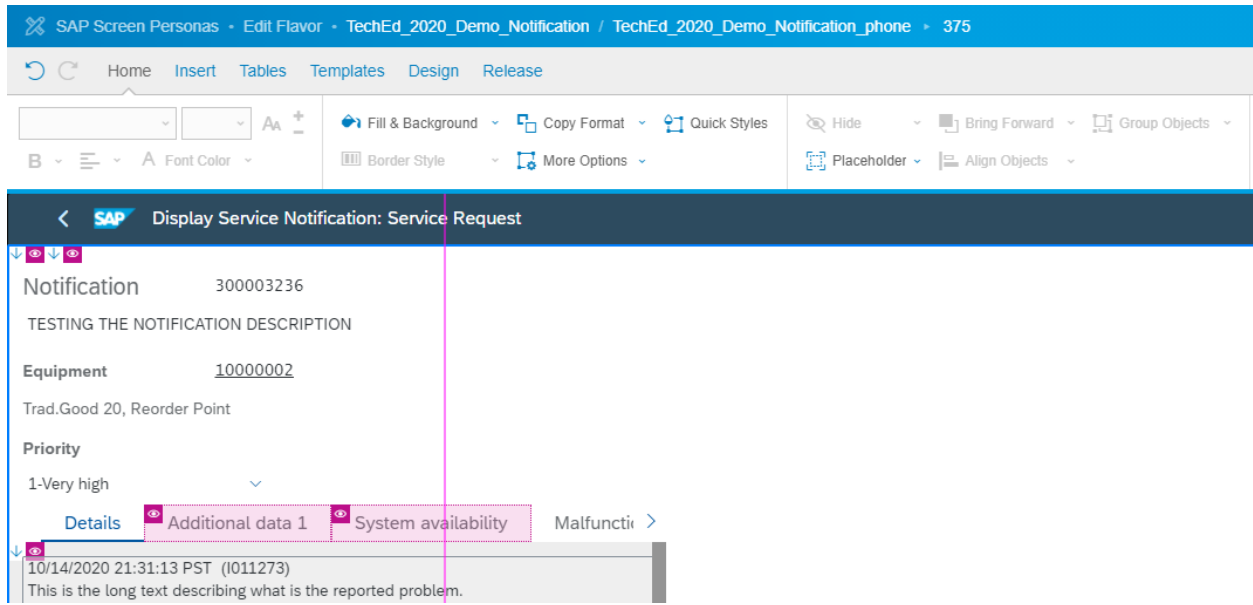 SAP Screen Personas • Edit Flavor • TechEd_2020_Demo_Notification / TechEd_2020_Demo_Notification_phone ▸ 375
Home Insert Tables Templates Design Release
AA Fill & Background Copy Format Quick Styles Hide Bring Forward Group Objects
B A Font Color Border Style More Options Placeholder Align Objects
SAP Display Service Notification: Service Request
Notification 300003236
TESTING THE NOTIFICATION DESCRIPTION
Equipment 10000002
Trad.Good 20, Reorder Point
Priority
1-Very high
Details Additional data 1 System availability Malfuncti
10/14/2020 21:31:13 PST (I011273)
This is the long text describing what is the reported problem.